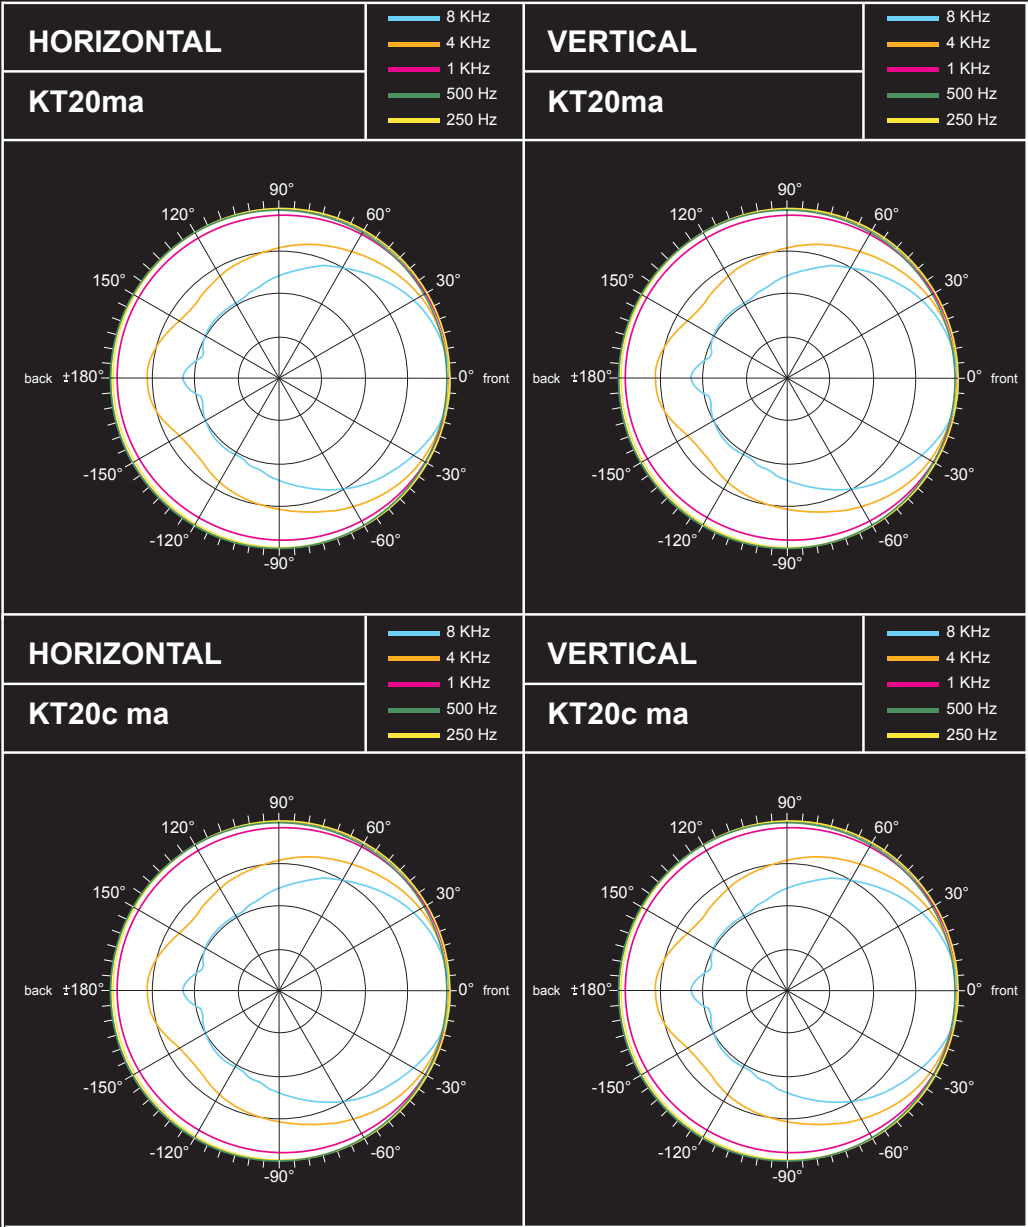 HORIZONTAL
KT20ma
8 KHz
4 KHz
1 KHz
500 Hz
250 Hz
90°
120°
60°
150°
30°
back ±180°
0° front
-150°
-30°
-120°
-60°
-90°
VERTICAL
KT20ma
8 KHz
4 KHz
1 KHz
500 Hz
250 Hz
90°
120°
60°
150°
30°
back ±180°
0° front
-150°
-30°
-120°
-60°
-90°
HORIZONTAL
KT20c ma
8 KHz
4 KHz
1 KHz
500 Hz
250 Hz
90°
120°
60°
150°
30°
back ±180°
0° front
-150°
-30°
-120°
-60°
-90°
VERTICAL
KT20c ma
8 KHz
4 KHz
1 KHz
500 Hz
250 Hz
90°
120°
60°
150°
30°
back ±180°
0° front
-150°
-30°
-120°
-60°
-90°